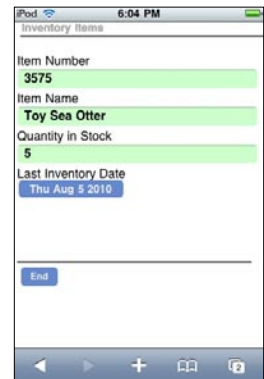 iPod 6:04 PM
Inventory Items
Item Number
3575
Item Name
Toy Sea Otter
Quantity in Stock
5
Last Inventory Date
Thu Aug 5 2010
End
2